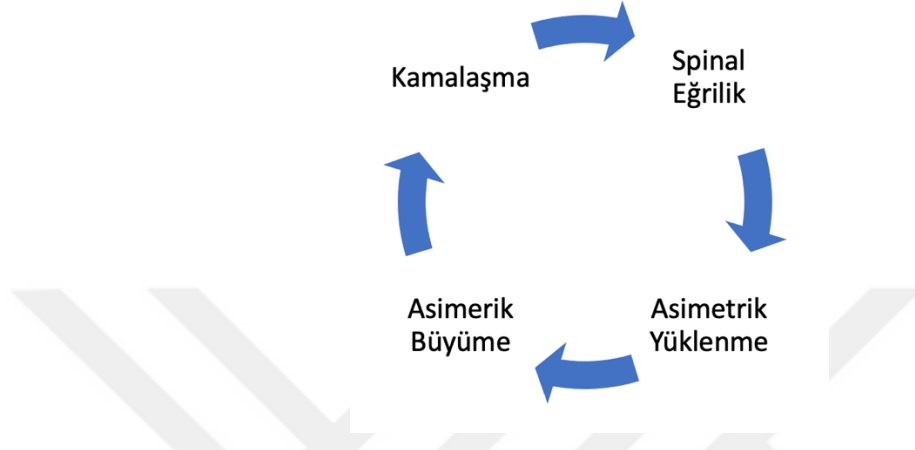 Kamalaşma
Spinal
Eğrilik
Asimerik
Büyüme
Asimetrik
Yüklenme